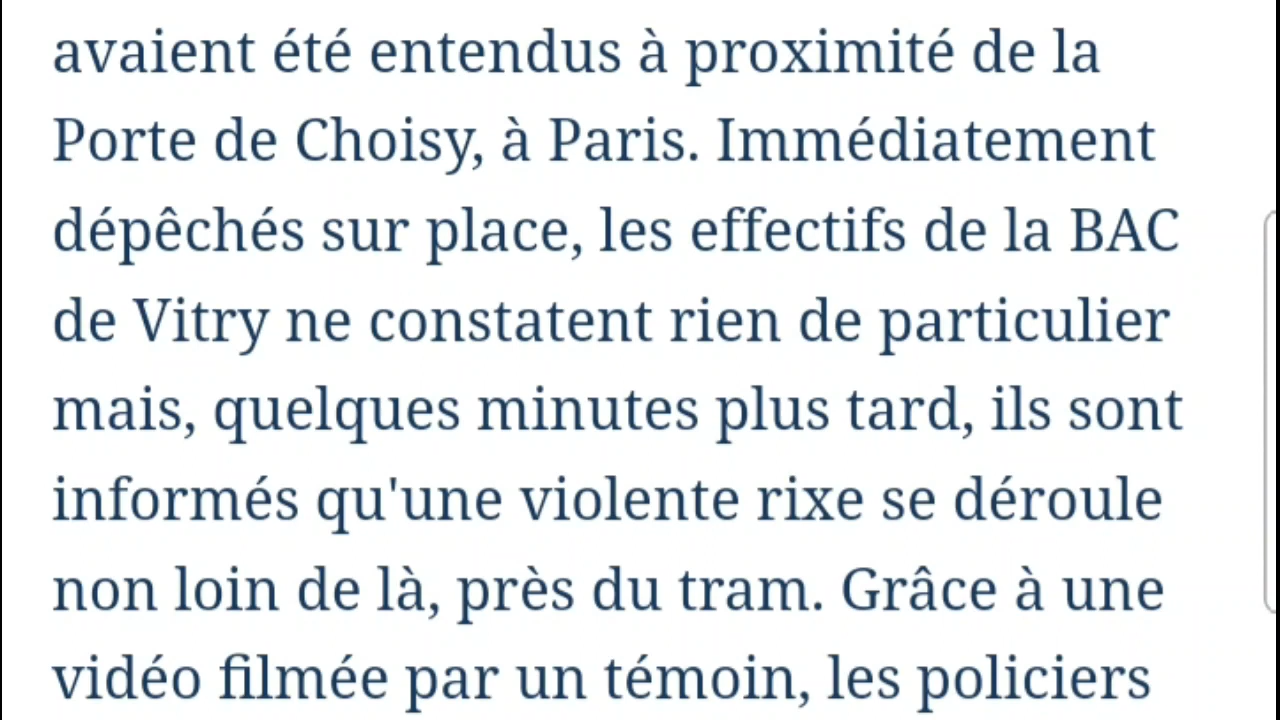 avaient été entendus à proximité de la
Porte de Choisy, à Paris. Immédiatement
dépêchés sur place, les effectifs de la BAC
de Vitry ne constatent rien de particulier
mais, quelques minutes plus tard, ils sont
informés qu'une violente rixe se déroule
non loin de là, près du tram. Grâce à une
vidéo filmée par un témoin, les policiers